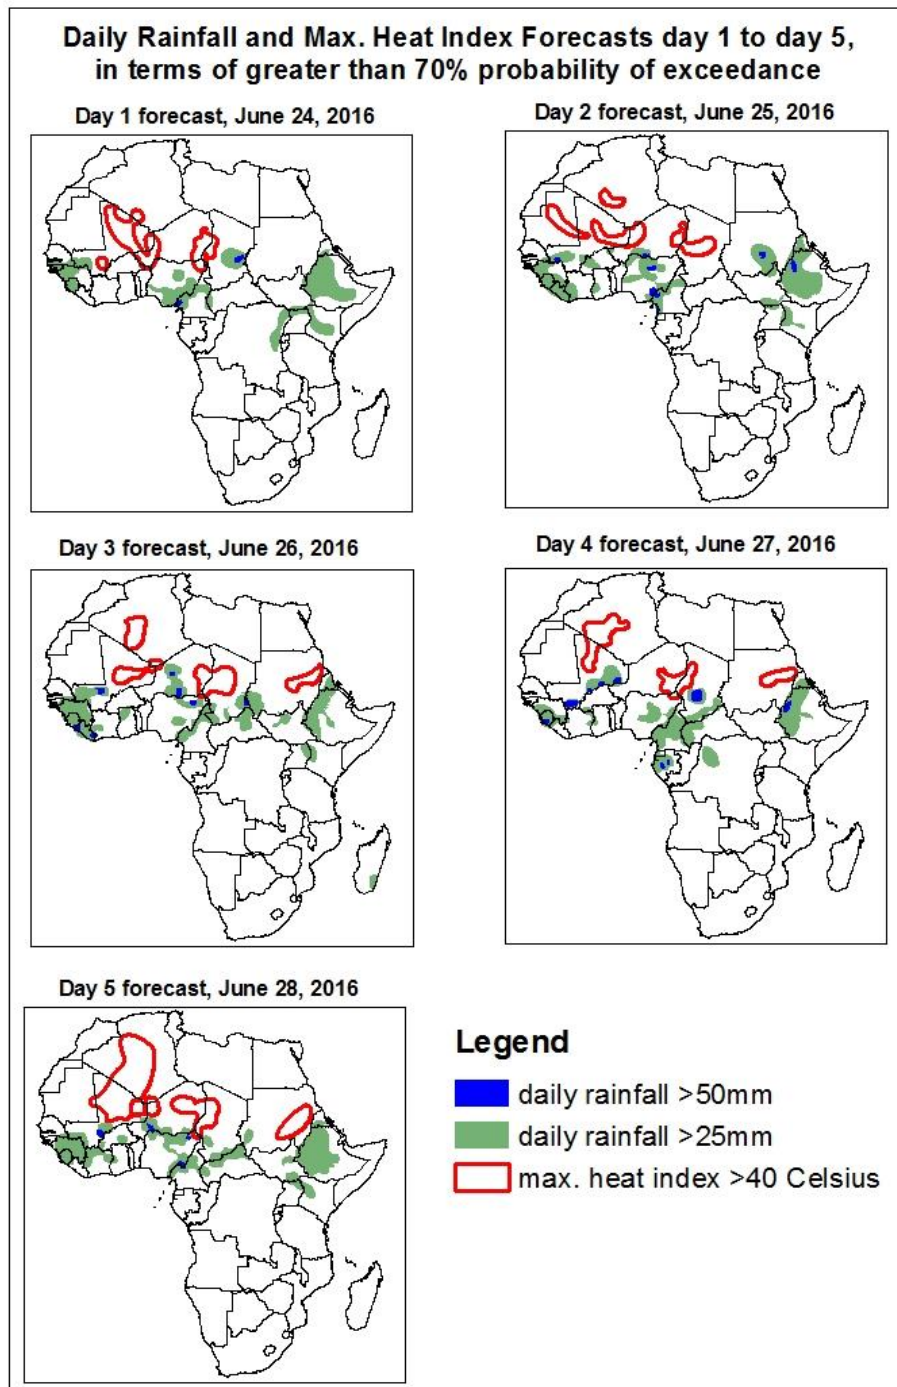 Daily Rainfall and Max. Heat Index Forecasts day 1 to day 5,
in terms of greater than 70% probability of exceedance
Day 1 forecast, June 24, 2016
Day 2 forecast, June 25, 2016
Day 3 forecast, June 26, 2016
Day 4 forecast, June 27, 2016
Day 5 forecast, June 28, 2016
Legend
daily rainfall >50mm
daily rainfall >25mm
max. heat index >40 Celsius